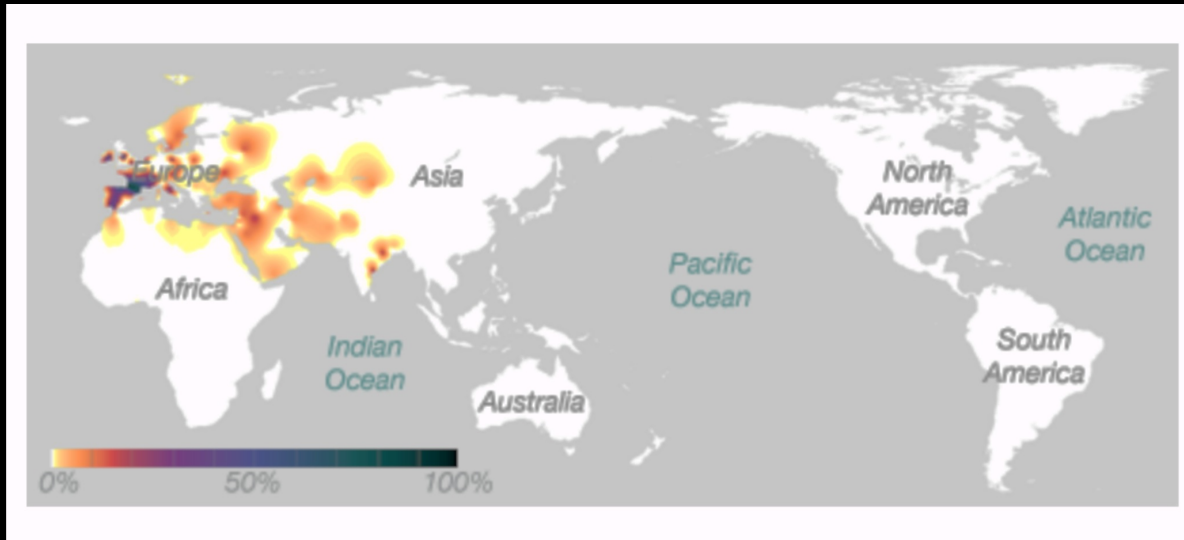 Europe
Asia
North
America
Atlantic
Ocean
Pacific
Ocean
Africa
Indian
Ocean
South
America
Australia
0% 50% 100%